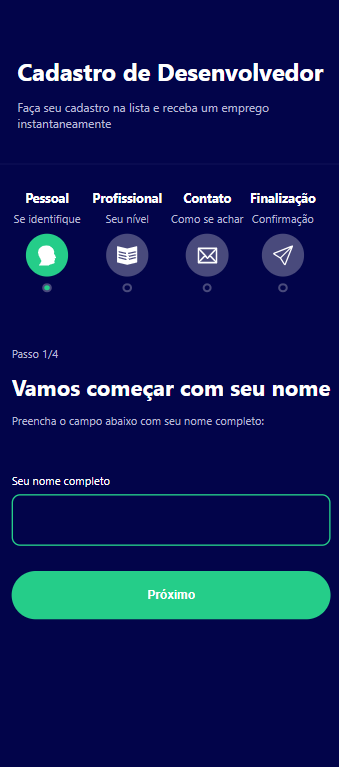 Cadastro de Desenvolvedor
Faça seu cadastro na lista e receba um emprego
instantaneamente
Pessoal Profissional Contato Finalização
Se identifique Seu nível Como se achar Confirmação
Passo 1/4
Vamos começar com seu nome
Preencha o campo abaixo com seu nome completo:
Seu nome completo
Próximo